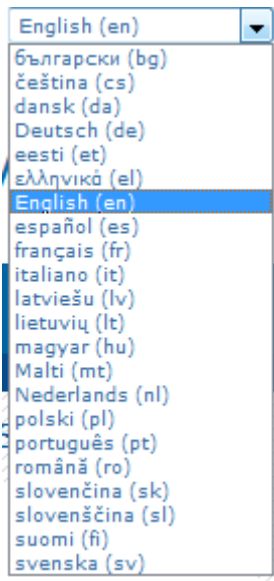 English (en)
български (bg)
čeština (cs)
dansk (da)
Deutsch (de)
eesti (et)
ελληνικά (el)
English (en)
español (es)
français (fr)
italiano (it)
latviešu (lv)
lietuvių (lt)
magyar (hu)
Malti (mt)
Nederlands (nl)
polski (pl)
português (pt)
română (ro)
slovenčina (sk)
slovenščina (sl)
suomi (fi)
svenska (sv)